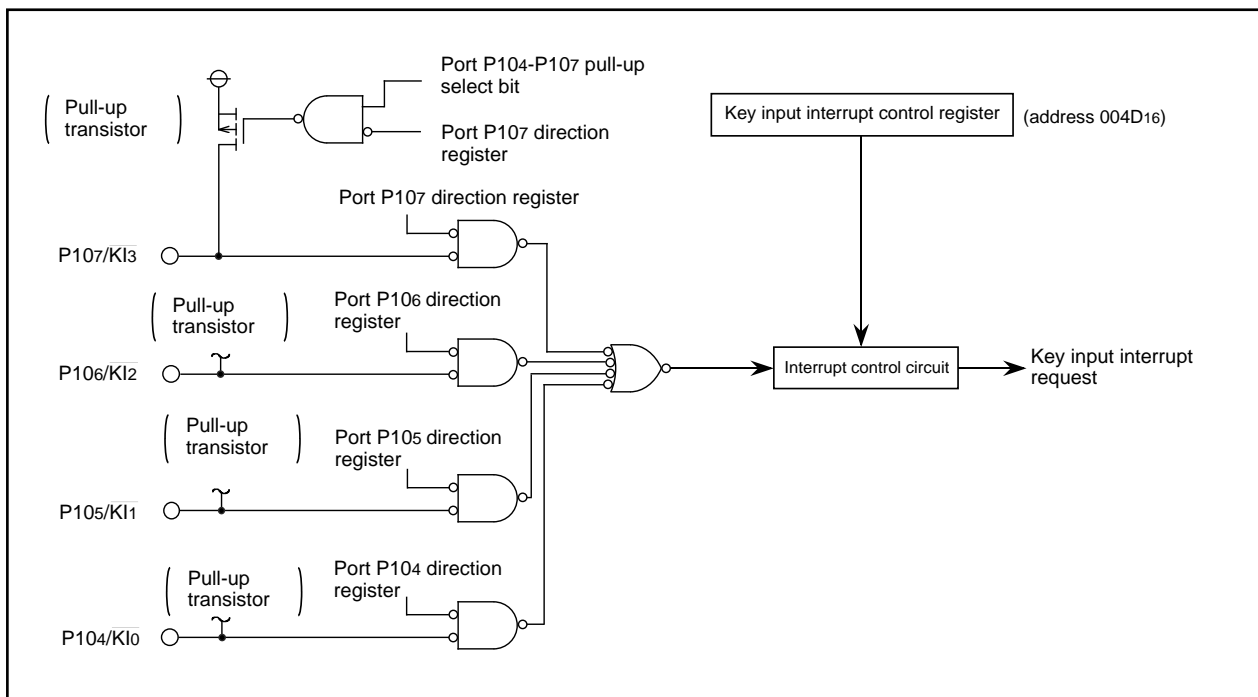 Port P104-P107 pull-up
select bit
Pull-up
transistor
Port P107 direction
register
Key input interrupt control register
(address 004D16)
Port P107 direction register
P107/KI3
Pull-up
transistor
Port P106 direction
register
P106/KI2
Interrupt control circuit
Key input interrupt
request
Pull-up
transistor
Port P105 direction
register
P105/KI1
Pull-up
transistor
Port P104 direction
register
P104/KI0